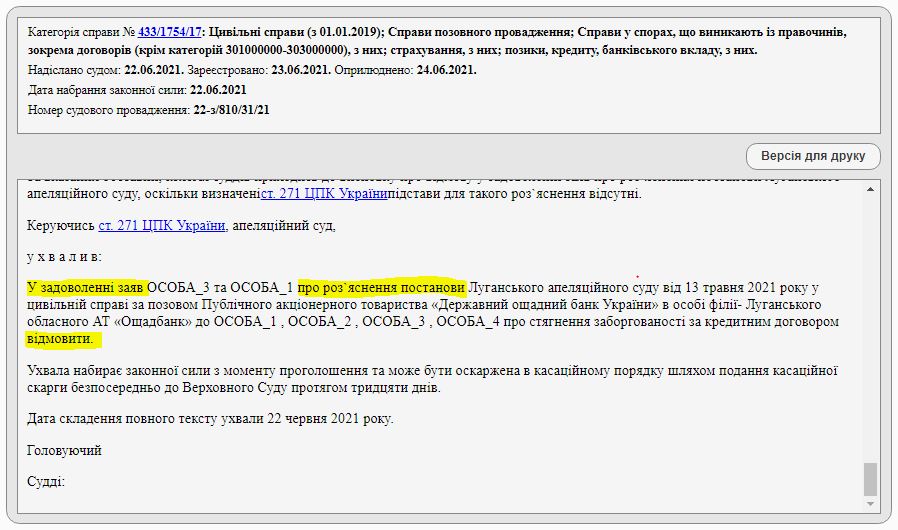 Категорія справи № 433/1754/17: Цивільні справи (з 01.01.2019); Справи позовного провадження; Справи у спорах, що виникають із правочинів,
зокрема договорів (крім категорій 301000000-303000000), з них; страхування, з них; позики, кредиту, банківського вкладу, з них.
Надіслано судом: 22.06.2021. Зареєстровано: 23.06.2021. Оприлюднено: 24.06.2021.
Дата набрання законної сили: 22.06.2021
Номер судового провадження: 22-з/810/31/21
Версія для друку
апеляційного суду, оскільки визначеніст. 271 ЦПК Українипідстави для такого роз`яснення відсутні.
Керуючись ст. 271 ЦПК України, апеляційний суд,
у х в а л и в:
У задоволенні заяв ОСОБА_3 та ОСОБА_1 про роз`яснення постанови Луганського апеляційного суду від 13 травня 2021 року у
цивільній справі за позовом Публічного акціонерного товариства «Державний ощадний банк України» в особі філії- Луганського
обласного АТ «Ощадбанк» до ОСОБА_1 , ОСОБА_2 , ОСОБА_3 , ОСОБА_4 про стягнення заборгованості за кредитним договором
відмовити.
Ухвала набирає законної сили з моменту проголошення та може бути оскаржена в касаційному порядку шляхом подання касаційної
скарги безпосередньо до Верховного Суду протягом тридцяти днів.
Дата складення повного тексту ухвали 22 червня 2021 року.
Головуючий
Судді: